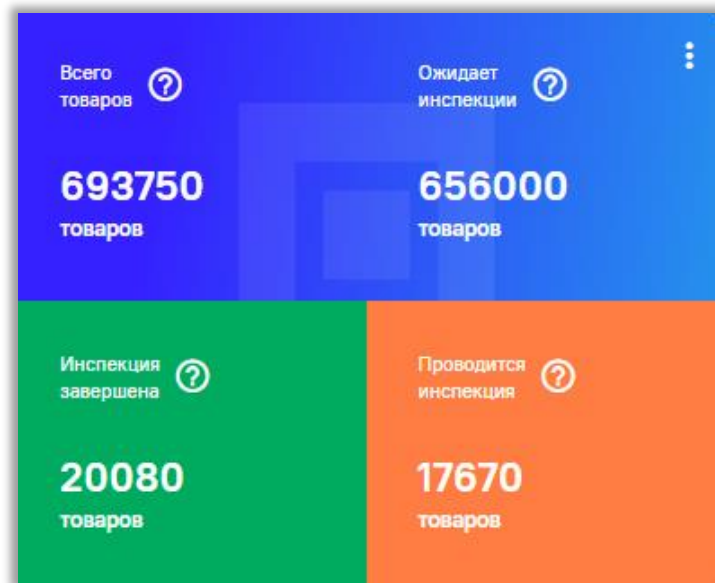 Всего
товаров
693750
товаров
Ожидает
инспекции
656000
товаров
Инспекция
завершена
20080
товаров
Проводится
инспекция
17670
товаров